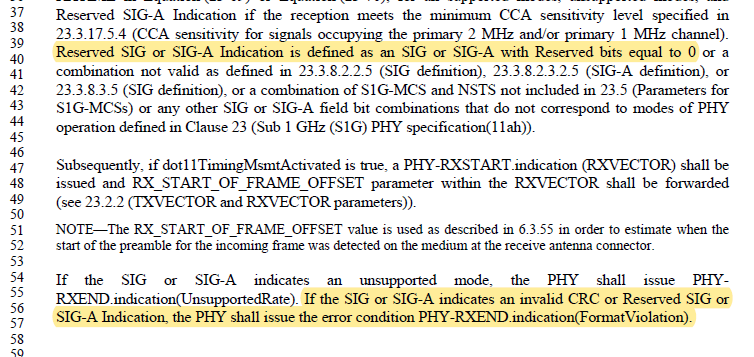 37 Reserved SIG-A Indication if the reception meets the minimum CCA sensitivity level specified in
38 23.3.17.5.4 (CCA sensitivity for signals occupying the primary 2 MHz and/or primary 1 MHz channel).
39 Reserved SIG or SIG-A Indication is defined as an SIG or SIG-A with Reserved bits equal to 0 or a
40
41 combination not valid as defined in 23.3.8.2.2.5 (SIG definition), 23.3.8.2.3.2.5 (SIG-A definition), or
42 23.3.8.3.5 (SIG definition), or a combination of S1G-MCS and NSTS not included in 23.5 (Parameters for
43 S1G-MCSs) or any other SIG or SIG-A field bit combinations that do not correspond to modes of PHY
44 operation defined in Clause 23 (Sub 1 GHz (S1G) PHY specification(11ah)).
45
46
47 Subsequently, if dot11TimingMsmtActivated is true, a PHY-RXSTART.indication (RXVECTOR) shall be
48 issued and RX_START_OF_FRAME_OFFSET parameter within the RXVECTOR shall be forwarded
49 (see 23.2.2 (TXVECTOR and RXVECTOR parameters)).
50
51 NOTE—The RX_START_OF_FRAME_OFFSET value is used as described in 6.3.55 in order to estimate when the
52 start of the preamble for the incoming frame was detected on the medium at the receive antenna connector.
53
54 If the SIG or SIG-A indicates an unsupported mode, the PHY shall issue PHY-
55 RXEND.indication(UnsupportedRate). If the SIG or SIG-A indicates an invalid CRC or Reserved SIG or
56 SIG-A Indication, the PHY shall issue the error condition PHY-RXEND.indication(FormatViolation).
57
58